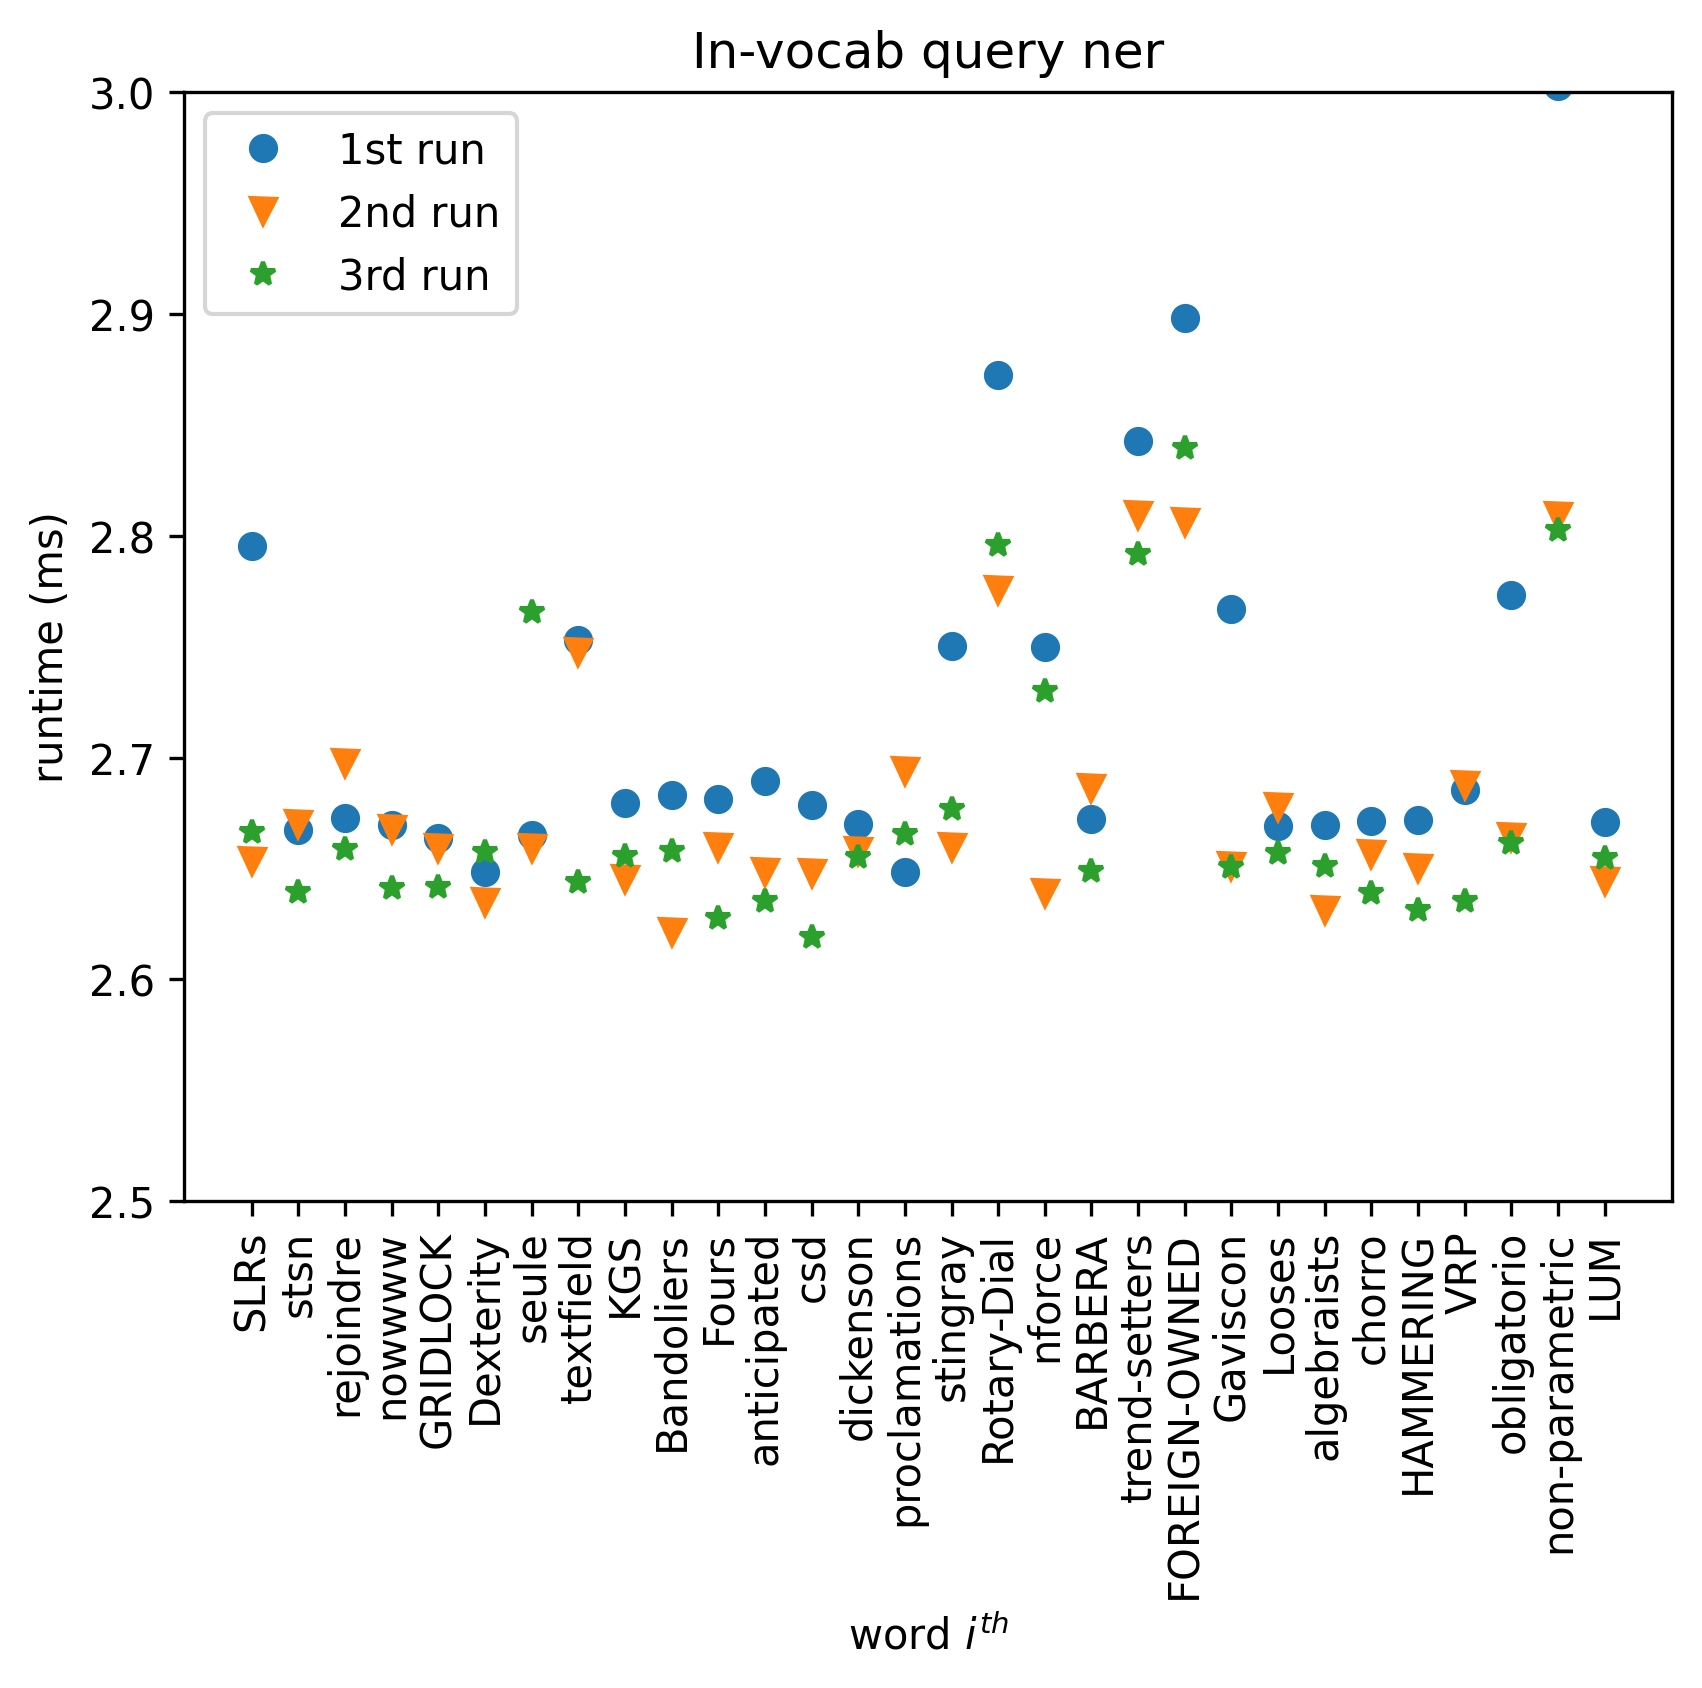 In-vocab query ner
3.0
2.9
2.8
2.7
2.6
2.5
runtime (ms)
1st run
2nd run
3rd run
SLRs
stsn
rejoindre
nowwww
GRIDLOCK
Dexterity
seule
textfield
KGS
Bandoliers
Fours
anticipated
csd
dickenson
proclamations
stingray
Rotary-Dial
nforce
BARBERA
trend-setters
FOREIGN-OWNED
Gaviscon
Looses
algebraists
chorro
HAMMERING
VRP
obligatorio
non-parametric
LUM
word i^th